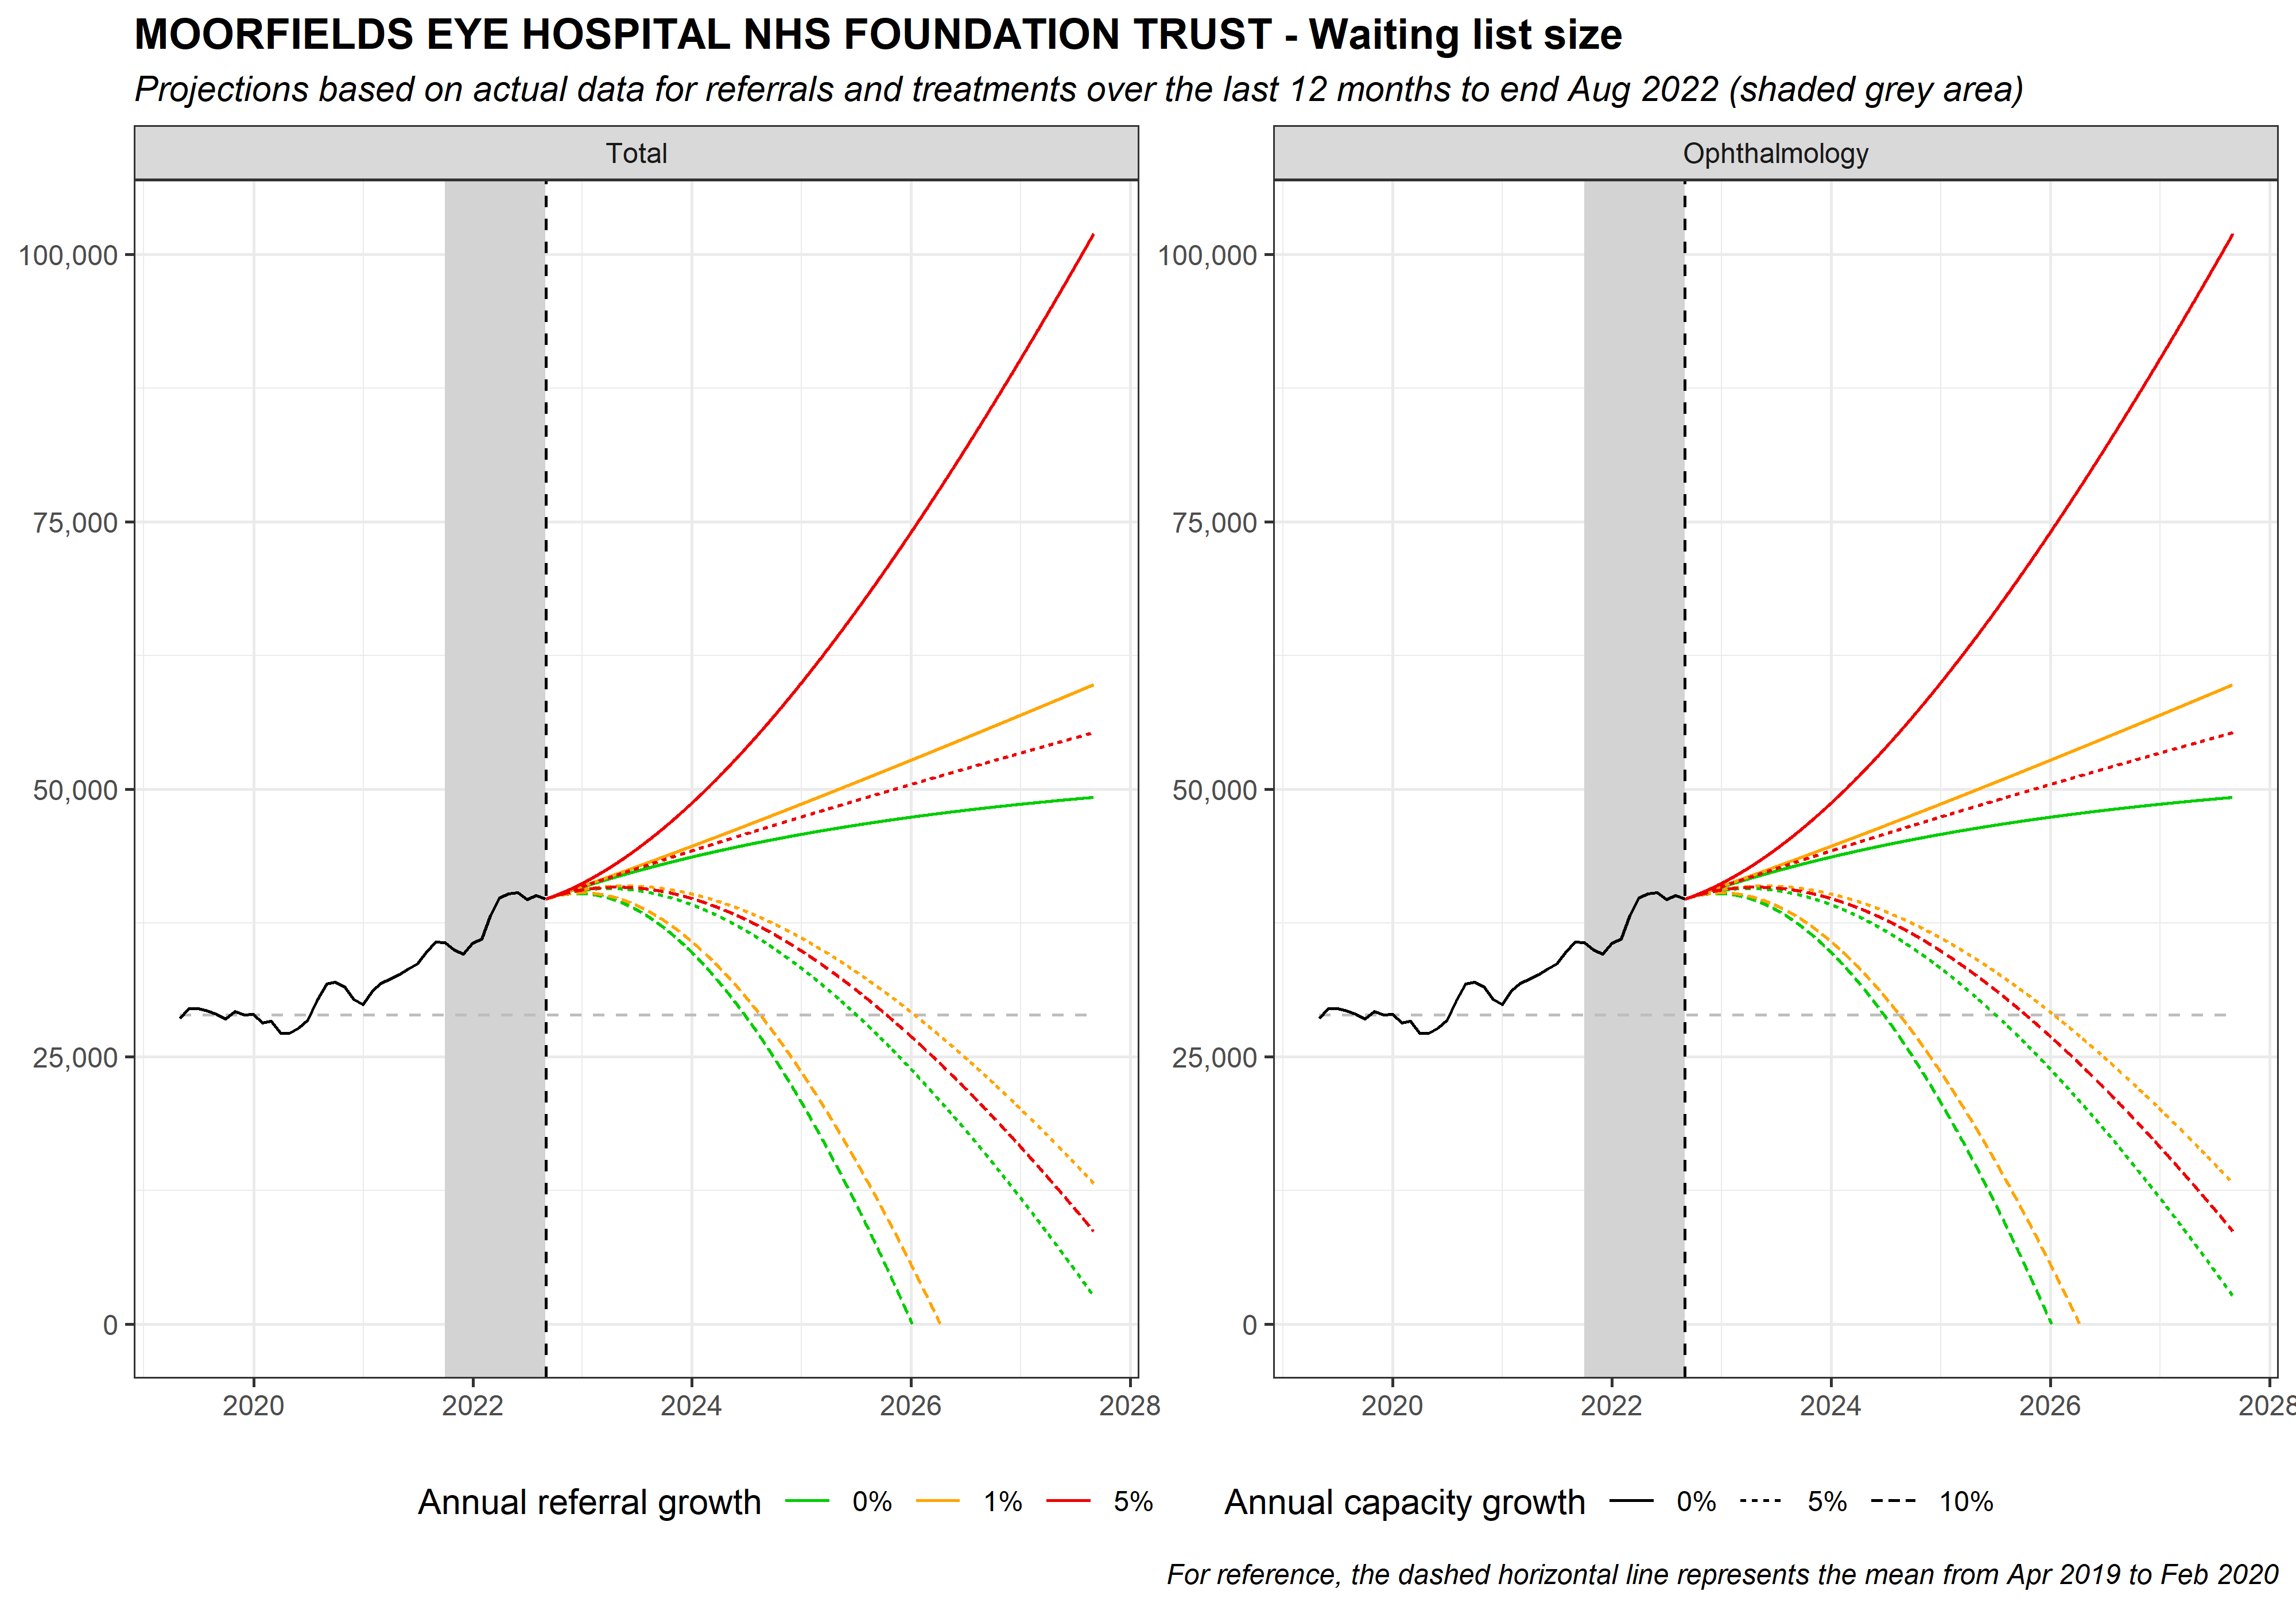 MOORFIELDS EYE HOSPITAL NHS FOUNDATION TRUST - Waiting list size
Projections based on actual data for referrals and treatments over the last 12 months to end Aug 2022 (shaded grey area)
Total
100,000
75,000
50,000
25,000
0
2020 2022 2024 2026 2028
Ophthalmology
100,000
75,000
50,000
25,000
0
2020 2022 2024 2026 2028
Annual referral growth 0% 1% 5%
Annual capacity growth 0% 5% 10%
For reference, the dashed horizontal line represents the mean from Apr 2019 to Feb 2020